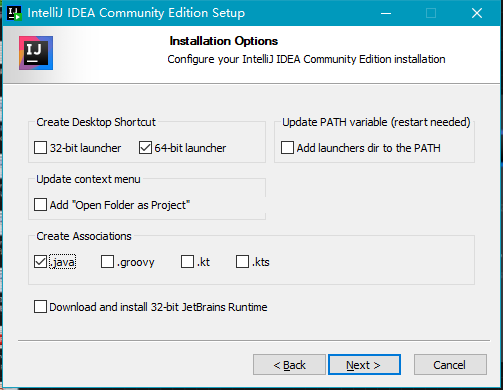 IntelliJ IDEA Community Edition Setup
IJ
Installation Options
Configure your IntelliJ IDEA Community Edition installation
Create Desktop Shortcut
32-bit launcher
64-bit launcher
Update PATH variable (restart needed)
Add launchers dir to the PATH
Update context menu
Add "Open Folder as Project"
Create Associations
.java
.groovy
.kt
.kts
Download and install 32-bit JetBrains Runtime
< Back
Next >
Cancel